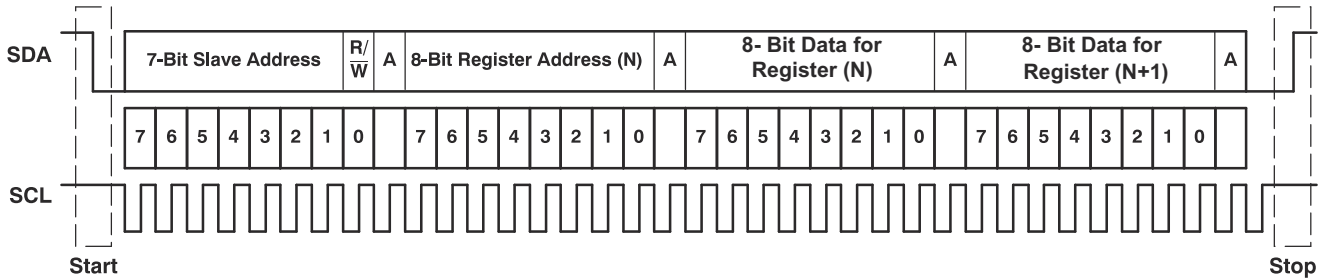 SDA
7-Bit Slave Address
R/
W
A
8-Bit Register Address (N)
A
8- Bit Data for
Register (N)
A
8- Bit Data for
Register (N+1)
A
7 6 5 4 3 2 1 0 7 6 5 4 3 2 1 0 7 6 5 4 3 2 1 0 7 6 5 4 3 2 1 0
SCL
Start
Stop